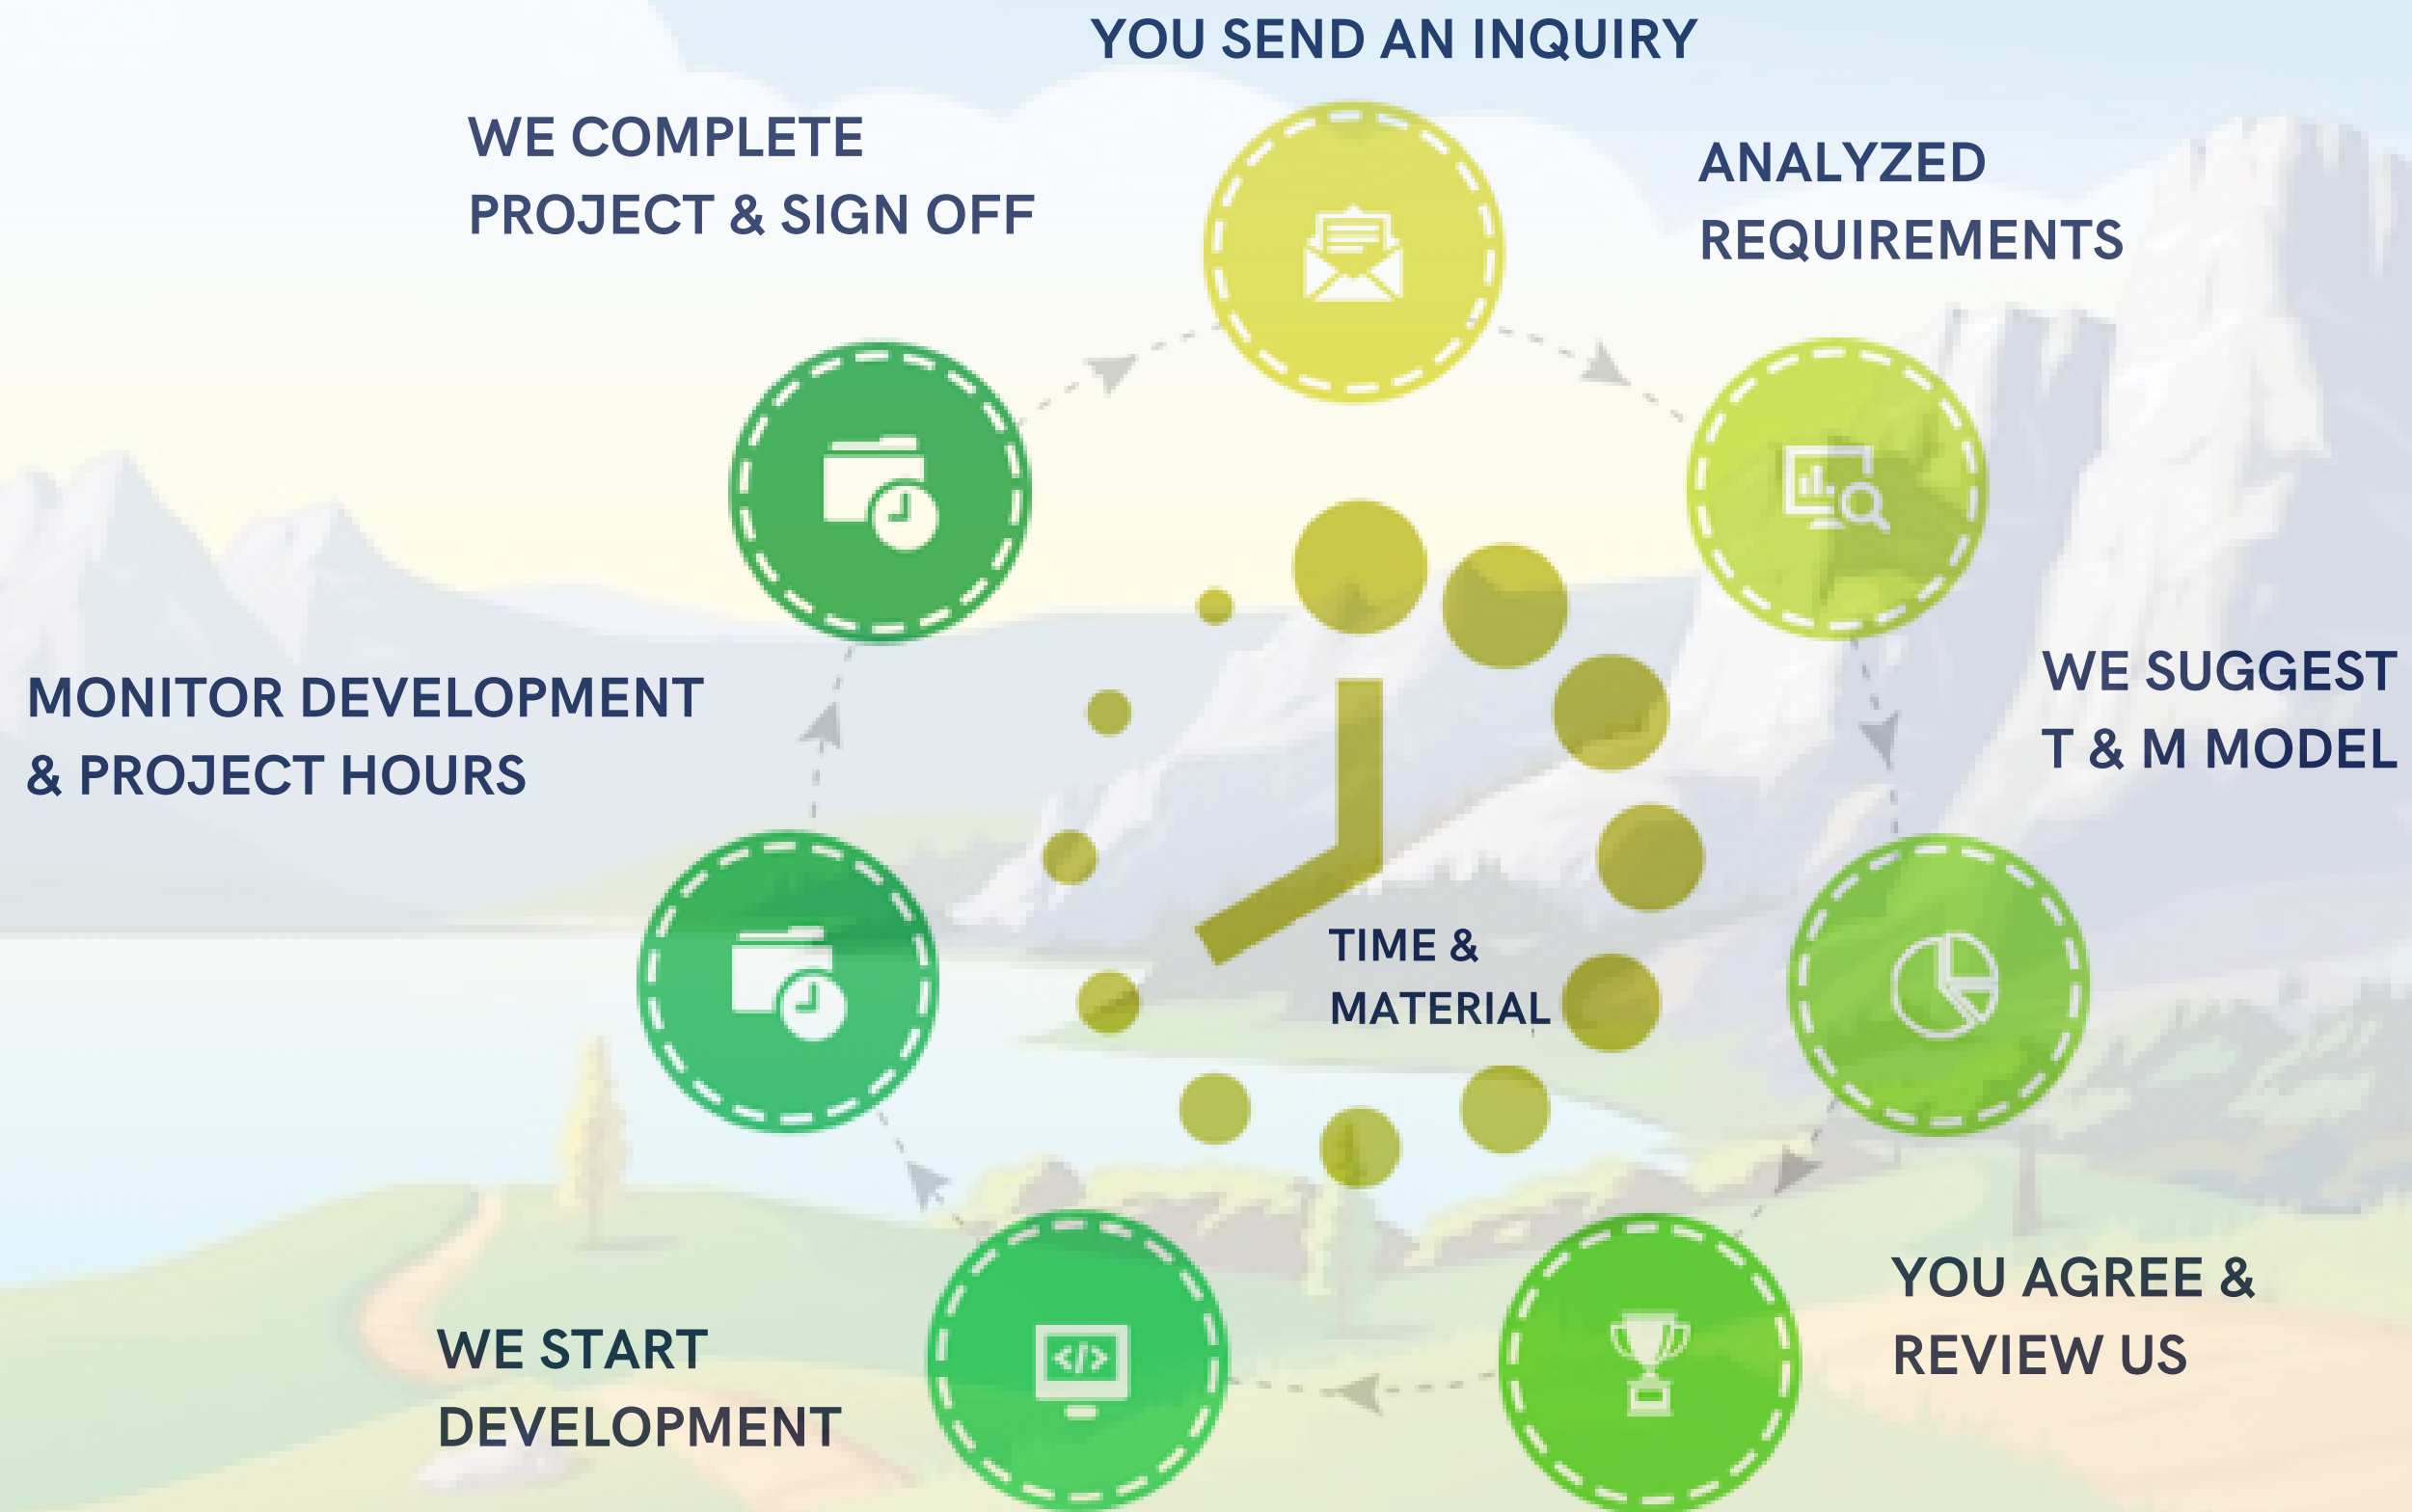 YOU SEND AN INQUIRY
ANALYZED
REQUIREMENTS
WE SUGGEST
T & M MODEL
YOU AGREE &
REVIEW US
WE START
DEVELOPMENT
MONITOR DEVELOPMENT
& PROJECT HOURS
WE COMPLETE
PROJECT & SIGN OFF
TIME &
MATERIAL